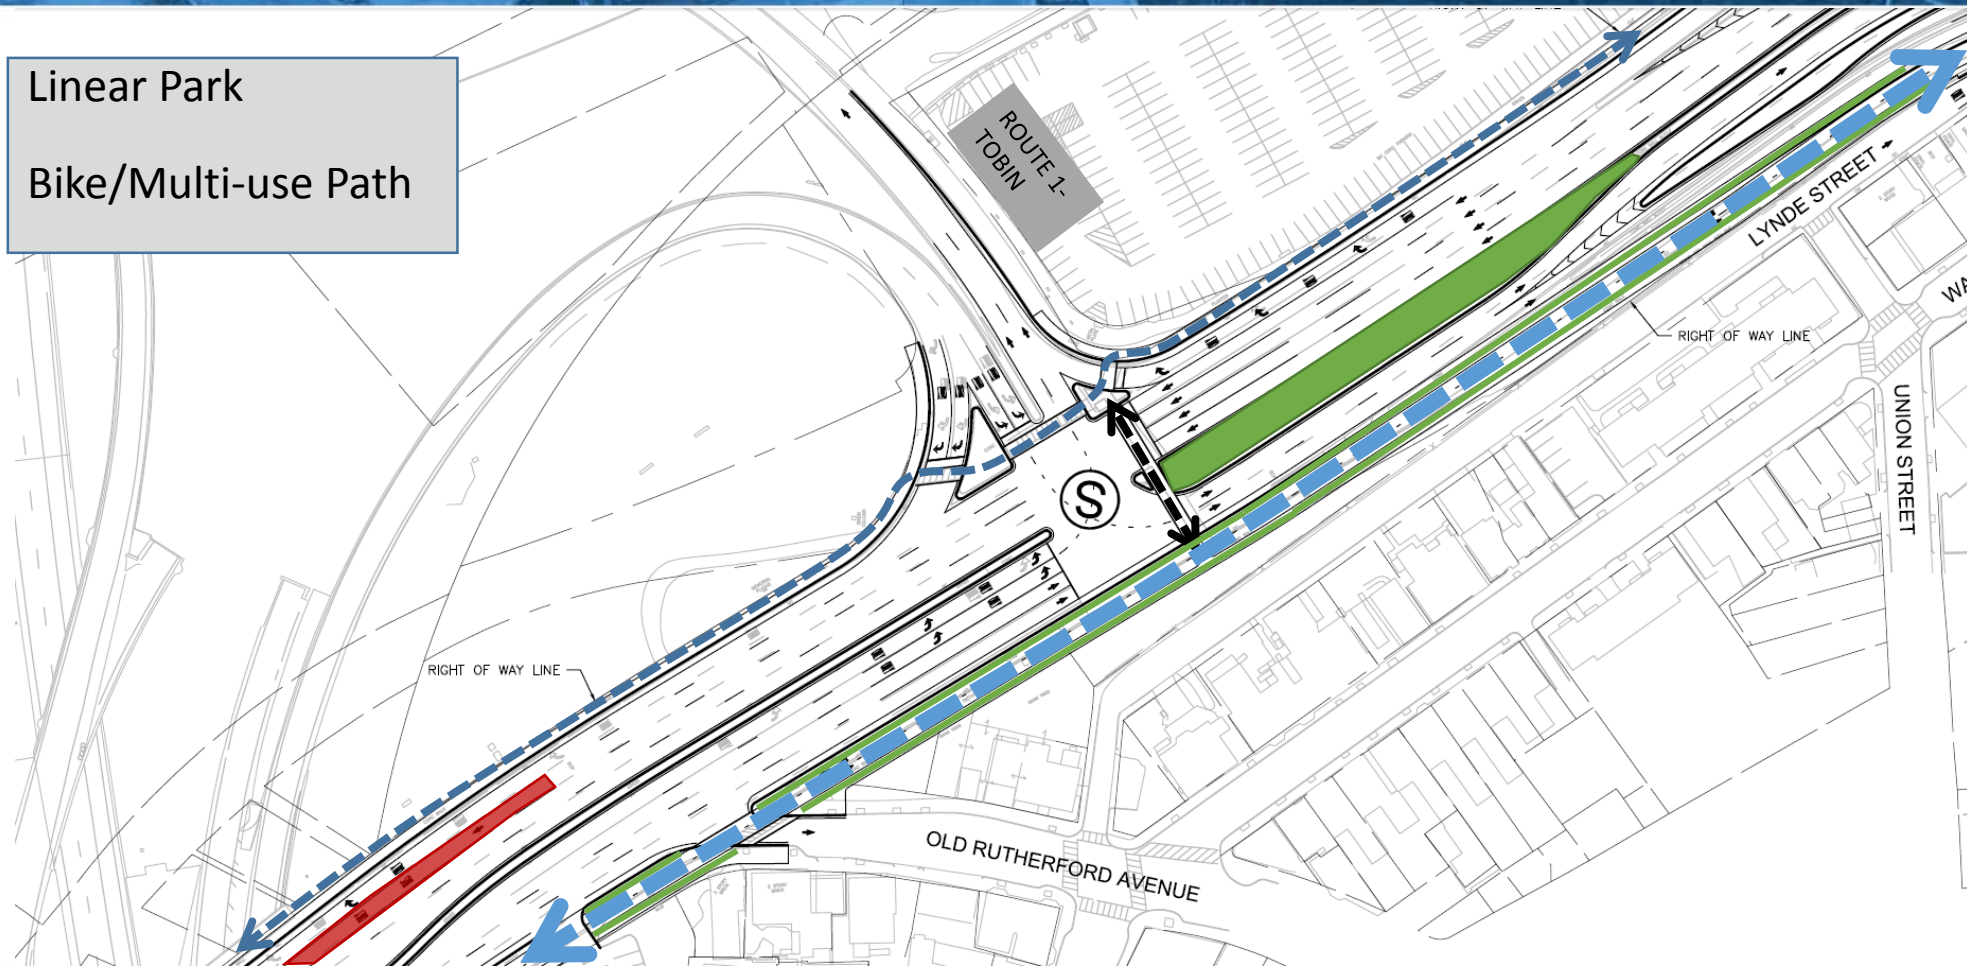 Linear Park
Bike/Multi-use Path
ROUTE 1-
TOBIN
LYNDE STREET
RIGHT OF WAY LINE
WA
UNION STREET
S
RIGHT OF WAY LINE
OLD RUTHERFORD AVENUE